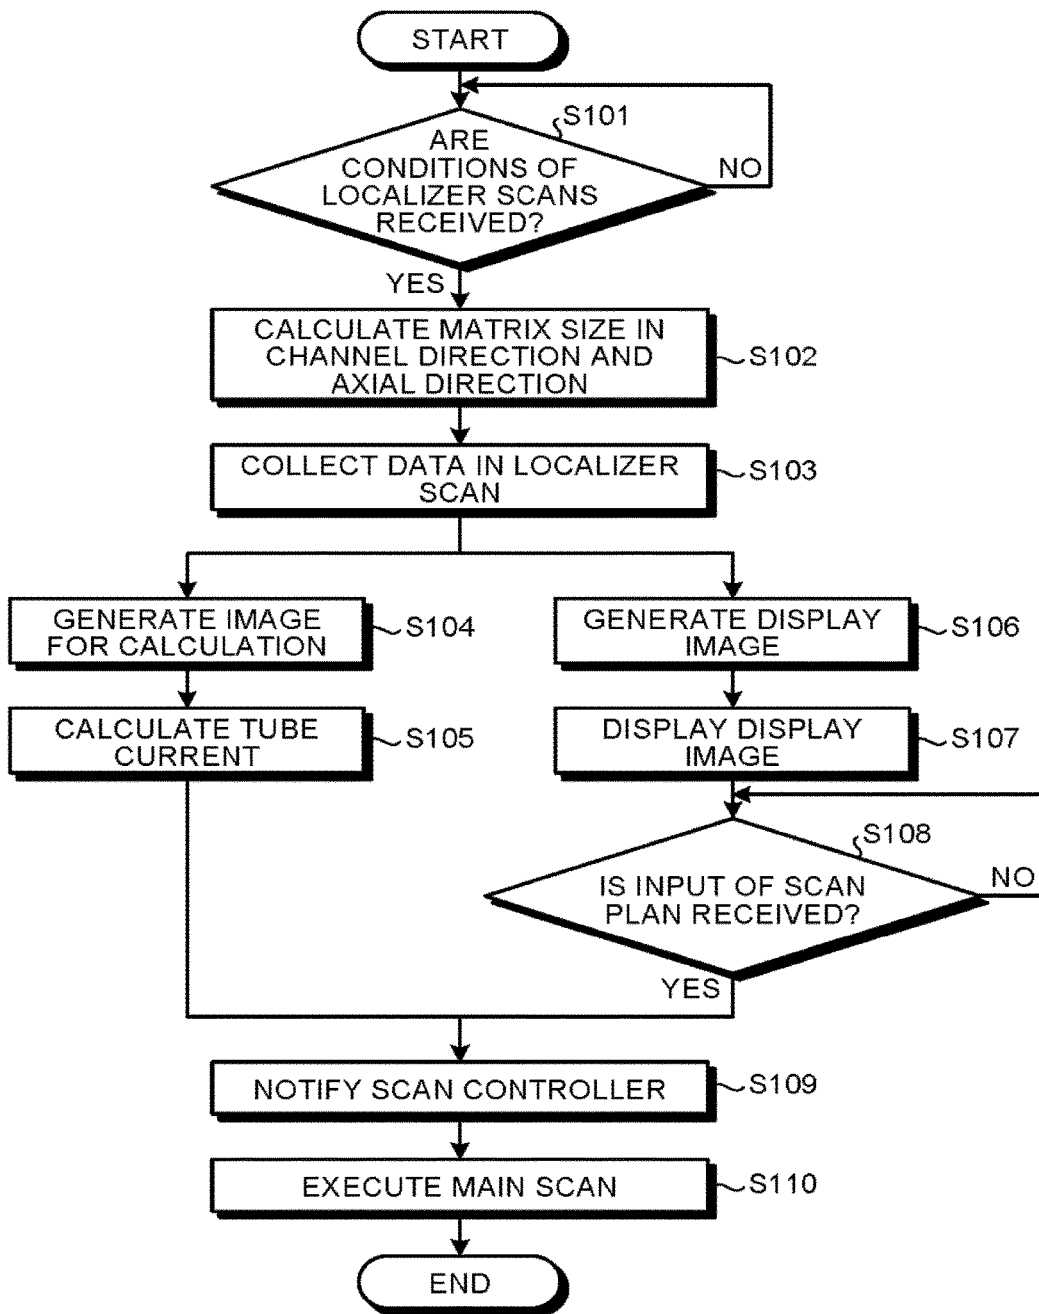 START
S101
ARE
CONDITIONS OF
LOCALIZER SCANS
RECEIVED?
NO
YES
CALCULATE MATRIX SIZE IN
CHANNEL DIRECTION AND
AXIAL DIRECTION
S102
COLLECT DATA IN LOCALIZER
SCAN
S103
GENERATE IMAGE
FOR CALCULATION
S104
CALCULATE TUBE
CURRENT
S105
GENERATE DISPLAY
IMAGE
S106
DISPLAY DISPLAY
IMAGE
S107
S108
IS INPUT OF SCAN
PLAN RECEIVED?
NO
YES
NOTIFY SCAN CONTROLLER
S109
EXECUTE MAIN SCAN
S110
END